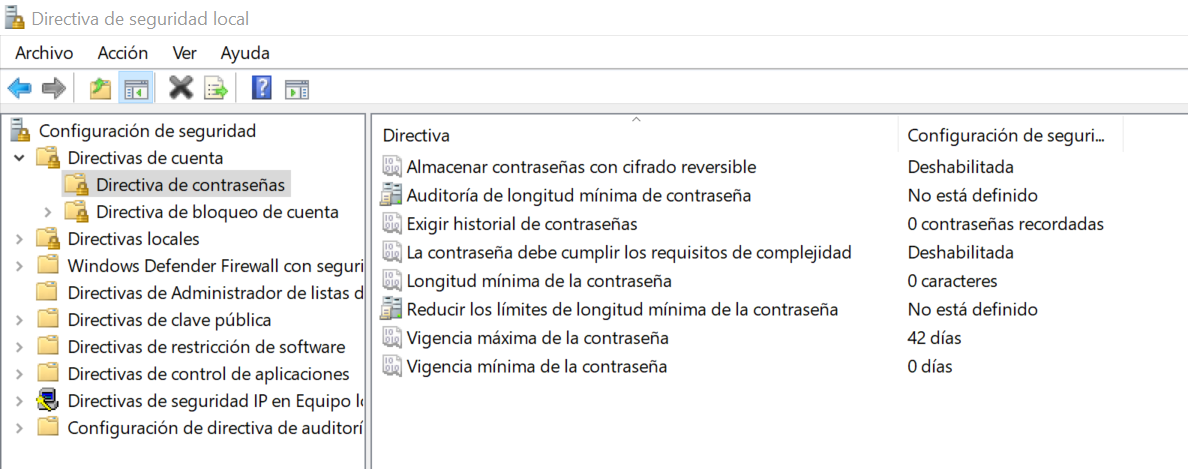 Directiva de seguridad local
Archivo Acción Ver Ayuda
Configuración de seguridad
Directivas de cuenta
Directiva de contraseñas
Directiva de bloqueo de cuenta
Directivas locales
Windows Defender Firewall con seguri
Directivas de Administrador de listas d
Directivas de clave pública
Directivas de restricción de software
Directivas de control de aplicaciones
Directivas de seguridad IP en Equipo lo
Configuración de directiva de auditorí
Directiva Configuración de seguri...
Almacenar contraseñas con cifrado reversible Deshabilitada
Auditoría de longitud mínima de contraseña No está definido
Exigir historial de contraseñas 0 contraseñas recordadas
La contraseña debe cumplir los requisitos de complejidad Deshabilitada
Longitud mínima de la contraseña 0 caracteres
Reducir los límites de longitud mínima de la contraseña No está definido
Vigencia máxima de la contraseña 42 días
Vigencia mínima de la contraseña 0 días